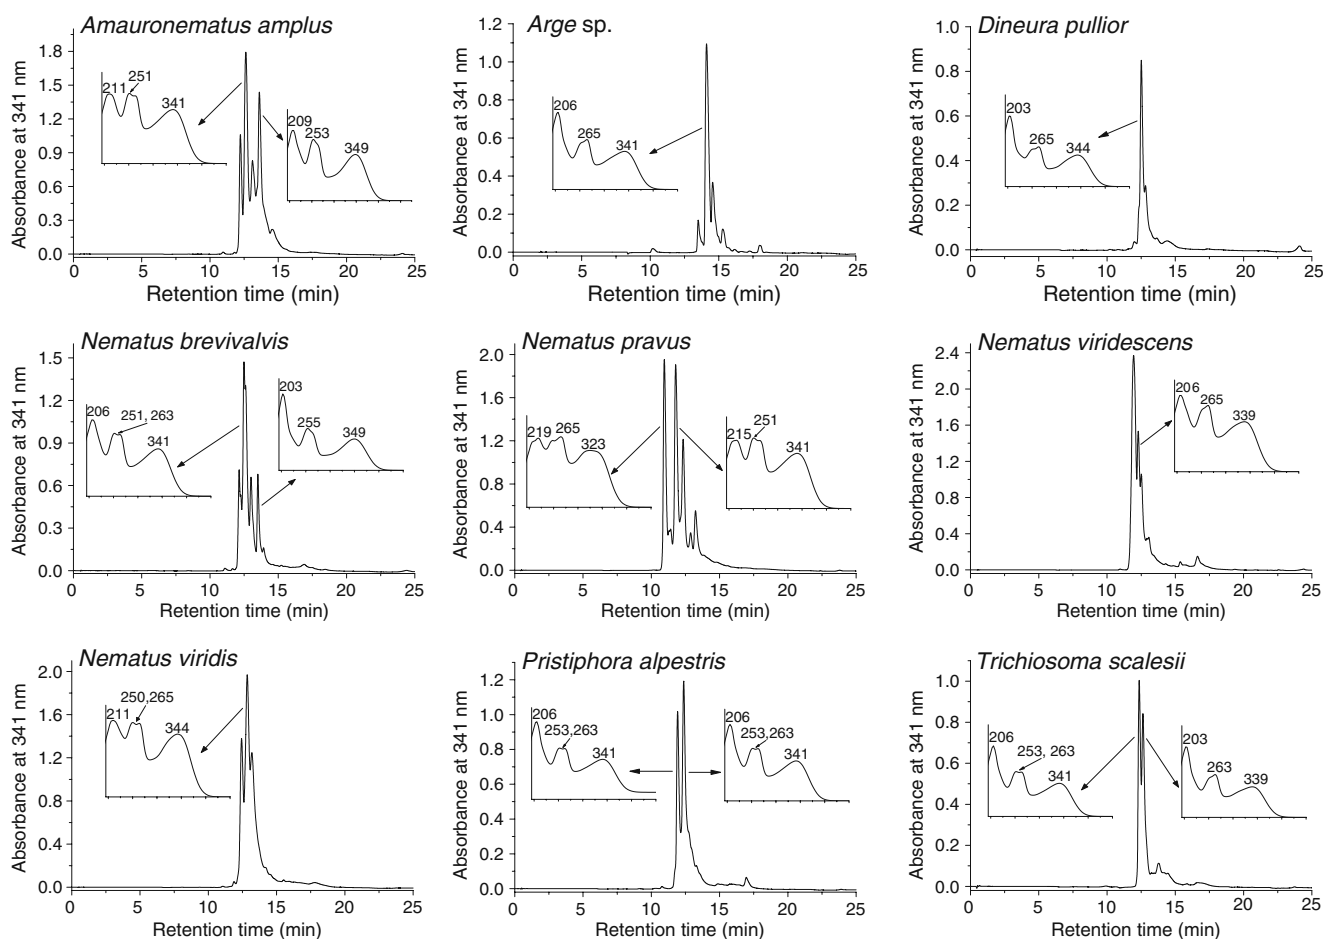 Amauronematus amplus
Absorbance at 341 nm
1.8
1.5
1.2
0.9
0.6
0.3
0.0
211 251 341
209 253 349
0 5 10 15 20 25
Retention time (min)
Arge sp.
Absorbance at 341 nm
1.2
1.0
0.8
0.6
0.4
0.2
0.0
206 265 341
0 5 10 15 20 25
Retention time (min)
Dineura pullior
Absorbance at 341 nm
1.0
0.8
0.6
0.4
0.2
0.0
203 265 344
0 5 10 15 20 25
Retention time (min)
Nematus brevivalvis
Absorbance at 341 nm
1.5
1.2
0.9
0.6
0.3
0.0
206 251, 263 341
203 255 349
0 5 10 15 20 25
Retention time (min)
Nematus pravus
Absorbance at 341 nm
2.0
1.6
1.2
0.8
0.4
0.0
219 265 323
215 251 341
0 5 10 15 20 25
Retention time (min)
Nematus viridescens
Absorbance at 341 nm
2.4
2.0
1.6
1.2
0.8
0.4
0.0
206 265 339
0 5 10 15 20 25
Retention time (min)
Nematus viridis
Absorbance at 341 nm
2.0
1.6
1.2
0.8
0.4
0.0
211 250,265 344
0 5 10 15 20 25
Retention time (min)
Pristiphora alpestris
Absorbance at 341 nm
1.2
1.0
0.8
0.6
0.4
0.2
0.0
206 253,263 341
206 253,263 341
0 5 10 15 20 25
Retention time (min)
Trichiosoma scalesii
Absorbance at 341 nm
1.0
0.8
0.6
0.4
0.2
0.0
206 253, 263 341
203 263 339
0 5 10 15 20 25
Retention time (min)